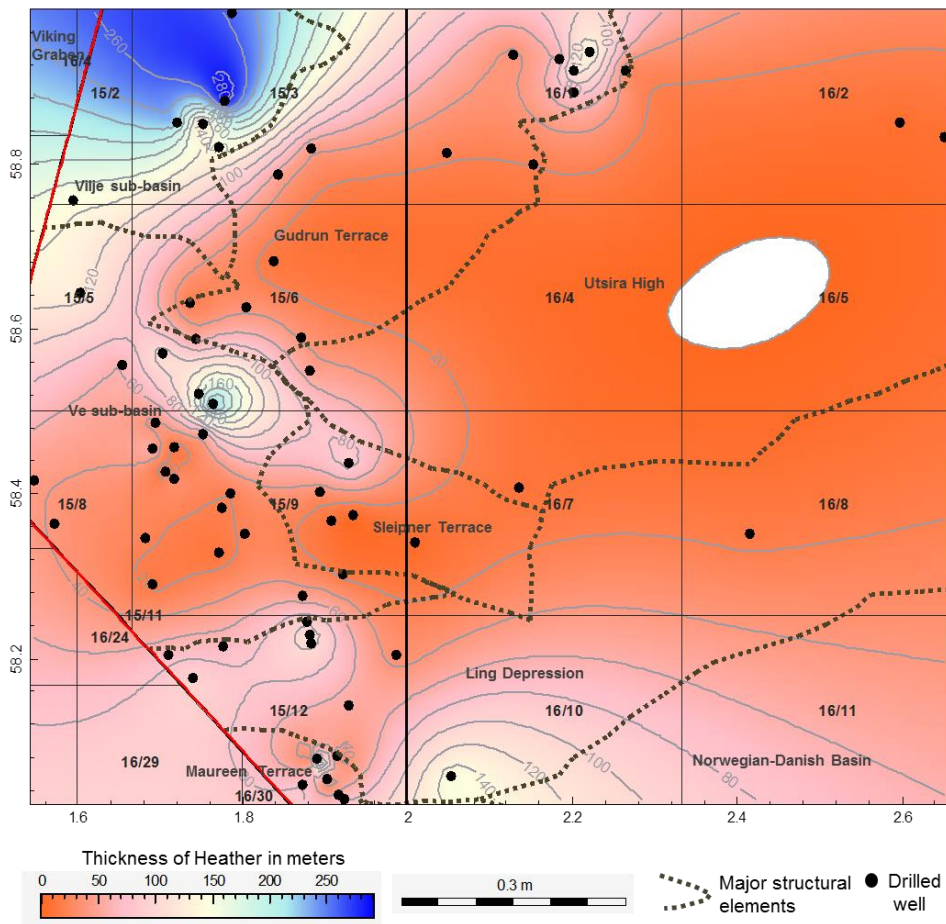 260
Viking
Graben
16/4
15/2
15/3
100
120
280
16/1
16/2
58.8
100
Vilje sub-basin
Gudrun Terrace
Utsira High
120
15/5
15/6
16/4
16/5
58.6
20
100
160
80
60
Ve sub-basin
80
58.4
15/8
15/9
16/7
16/8
Sleipner Terrace
40
60
15/11
16/24
58.2
Ling Depression
15/12
16/10
16/11
16/29
Maureen Terrace
16/30
Norwegian-Danish Basin
140
120
100
80
1.6
1.8
2
2.2
2.4
2.6
Thickness of Heather in meters
0 50 100 150 200 250
0.3 m
Major structural
elements
Drilled
well